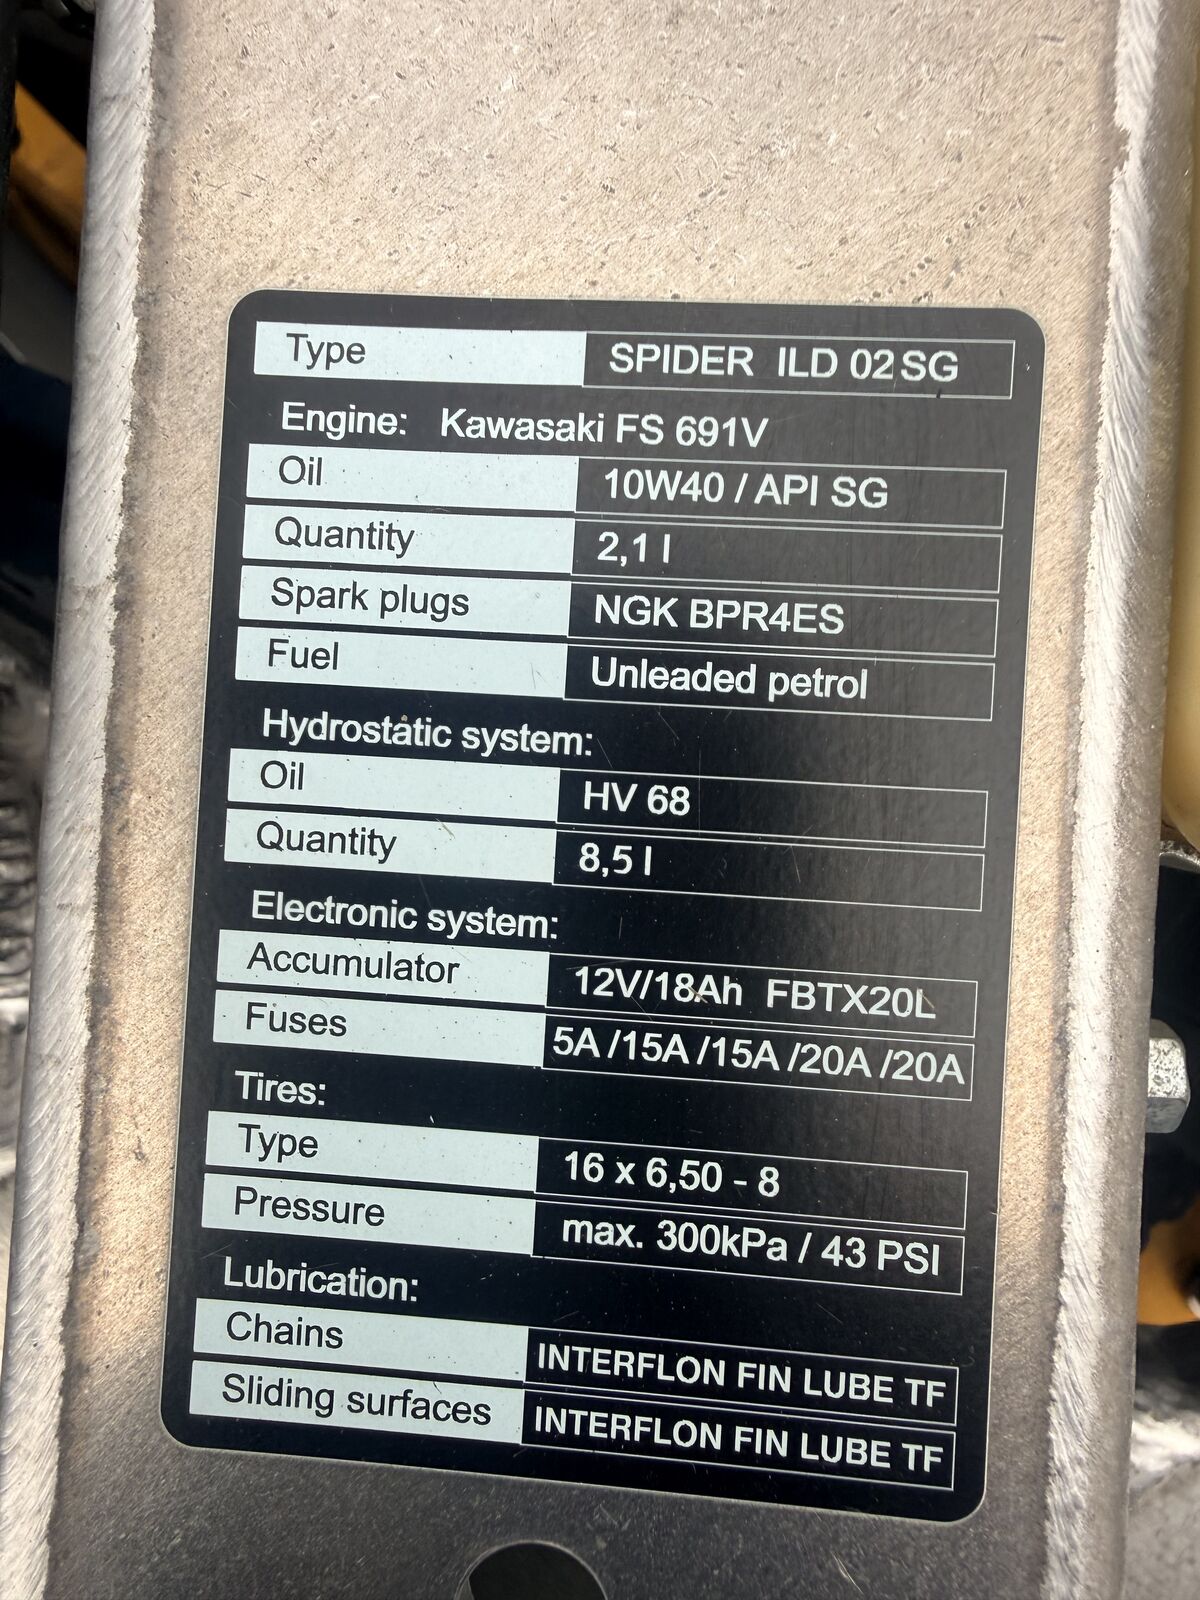 Type SPIDER ILD 02 SG
Engine: Kawasaki FS 691V
Oil 10W40 / API SG
Quantity 2,1 l
Spark plugs NGK BPR4ES
Fuel Unleaded petrol
Hydrostatic system:
Oil HV 68
Quantity 8,5 l
Electronic system:
Accumulator 12V/18Ah FBTX20L
Fuses 5A /15A /15A /20A /20A
Tires:
Type 16 x 6,50 - 8
Pressure max. 300kPa / 43 PSI
Lubrication:
Chains INTERFLON FIN LUBE TF
Sliding surfaces INTERFLON FIN LUBE TF